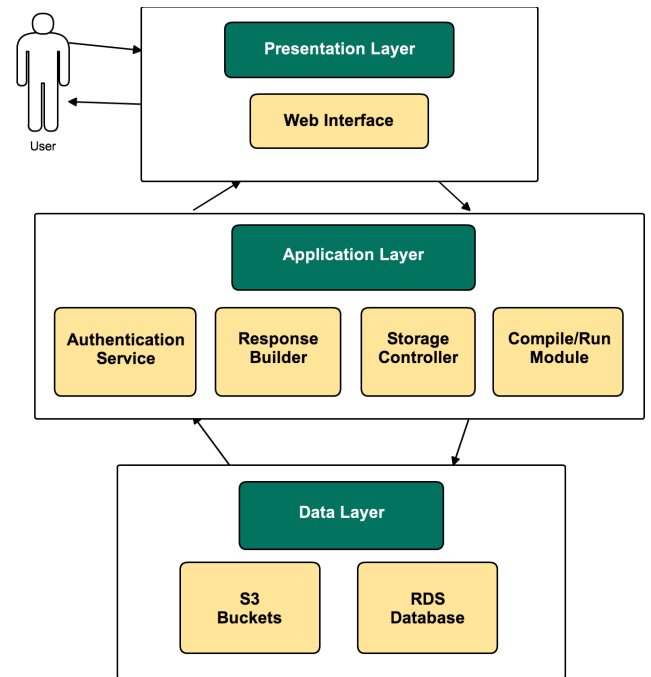 Presentation Layer
Web Interface
User
Application Layer
Authentication
Service
Response
Builder
Storage
Controller
Compile/Run
Module
Data Layer
S3
Buckets
RDS
Database